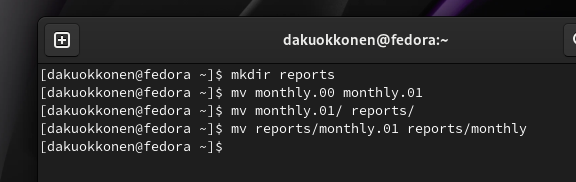 dakuokkonen@fedora:~
[dakuokkonen@fedora ~]$ mkdir reports
[dakuokkonen@fedora ~]$ mv monthly.00 monthly.01
[dakuokkonen@fedora ~]$ mv monthly.01/ reports/
[dakuokkonen@fedora ~]$ mv reports/monthly.01 reports/monthly
[dakuokkonen@fedora ~]$